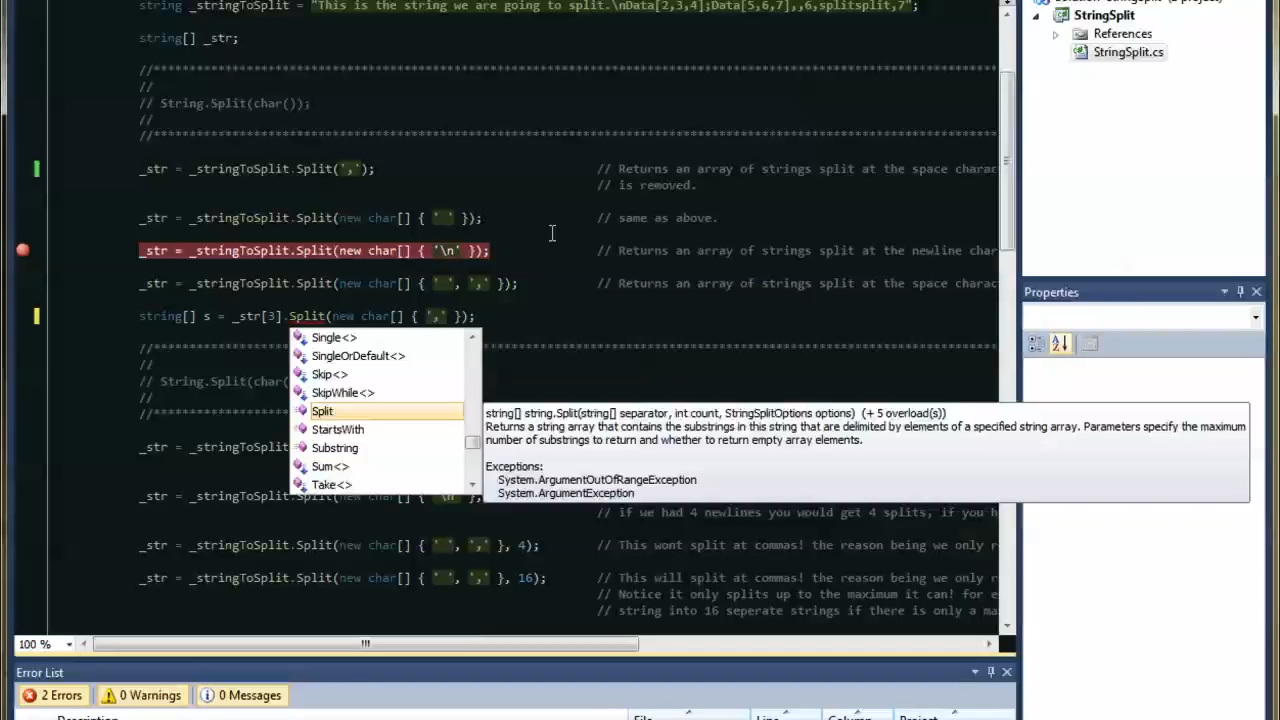 string _stringToSplit = "This is the string we are going to split.\nData[2,3,4];Data[5,6,7],,6,splitsplit,7";
string[] _str;
//
// String.Split(char());
//
_str = _stringToSplit.Split(','); // Returns an array of strings split at the space charac
// is removed.
_str = _stringToSplit.Split(new char[] { ' ' }); // same as above.
_str = _stringToSplit.Split(new char[] { '\n' }); // Returns an array of strings split at the newline char
_str = _stringToSplit.Split(new char[] { ' ', ',' }); // Returns an array of strings split at the space charac
string[] s = _str[3].Split(new char[] { ',' });
//
// String.Split(char(
//
_str = _stringToSplit
_str = _stringToSplit.Split(new char[] { '\n'
// if we had 4 newlines you would get 4 splits, if you h
_str = _stringToSplit.Split(new char[] { ' ', ',' }, 4); // This wont split at commas! the reason being we only r
_str = _stringToSplit.Split(new char[] { ' ', ',' }, 16); // This will split at commas! the reason being we only r
// Notice it only splits up to the maximum it can! for e
// string into 16 seperate strings if there is only a ma
Single<>
SingleOrDefault<>
Skip<>
SkipWhile<>
Split
StartsWith
Substring
Sum<>
Take<>
string[] string.Split(string[] separator, int count, StringSplitOptions options) (+ 5 overload(s))
Returns a string array that contains the substrings in this string that are delimited by elements of a specified string array. Parameters specify the maximum
number of substrings to return and whether to return empty array elements.
Exceptions:
System.ArgumentOutOfRangeException
System.ArgumentException
StringSplit
References
StringSplit.cs
Properties
100 %
Error List
2 Errors
0 Warnings
0 Messages
Description
File
Line
Column
Project